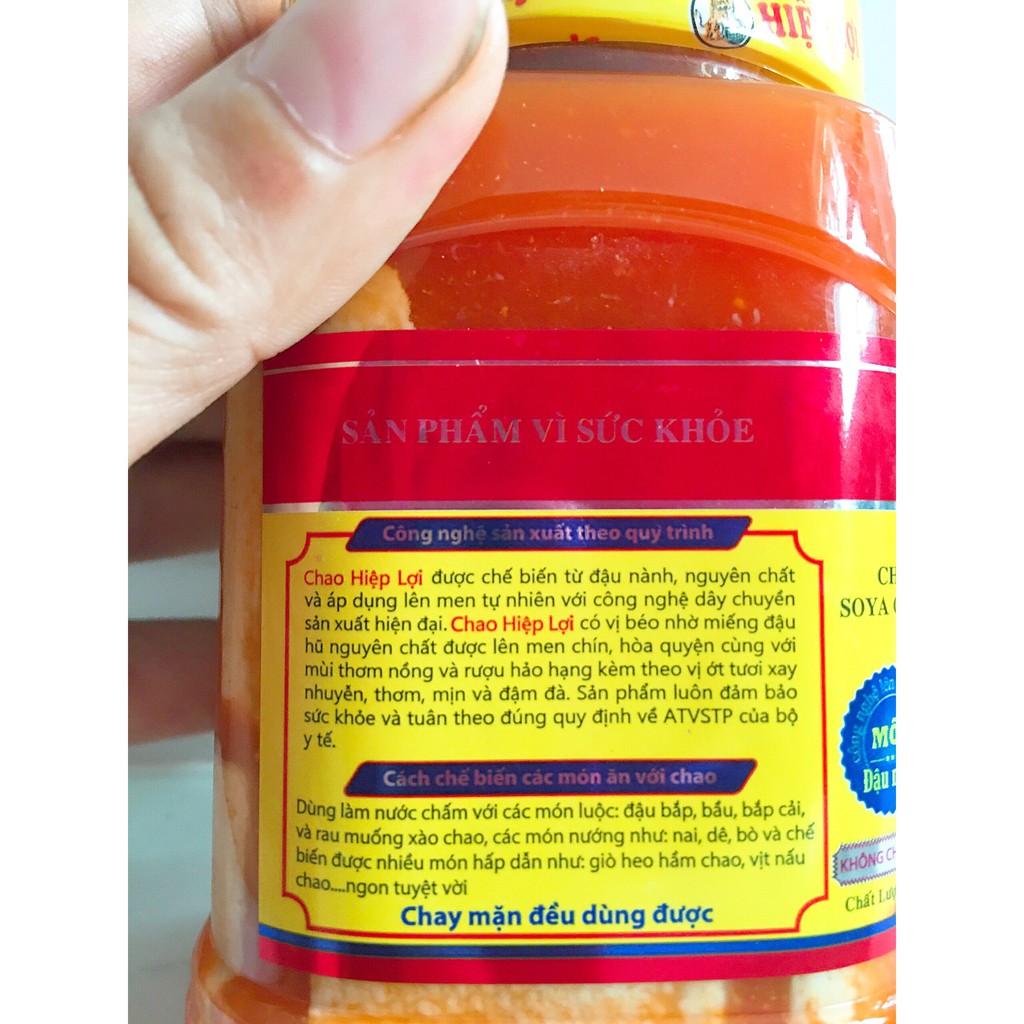 SẢN PHẨM VÌ SỨC KHỎE
Công nghệ sản xuất theo quy trình
Chao Hiệp Lợi được chế biến từ đậu nành, nguyên chất
và áp dụng lên men tự nhiên với công nghệ dây chuyền
sản xuất hiện đại. Chao Hiệp Lợi có vị béo nhờ miếng đậu
hũ nguyên chất được lên men chín, hòa quyện cùng với
mùi thơm nồng và rượu hảo hạng kèm theo vị ớt tươi xay
nhuyễn, thơm, mịn và đậm đà. Sản phẩm luôn đảm bảo
sức khỏe và tuân theo đúng quy định về ATVSTP của bộ
y tế.
Cách chế biến các món ăn với chao
Dùng làm nước chấm với các món luộc: đậu bắp, bầu, bắp cải,
và rau muống xào chao, các món nướng như: nai, dê, bò và chế
biến được nhiều món hấp dẫn như: giò heo hầm chao, vịt nấu
chao....ngon tuyệt vời
Chay mặn đều dùng được
SOYA
công nghệ lên
Đậu
KHÔNG
Chất